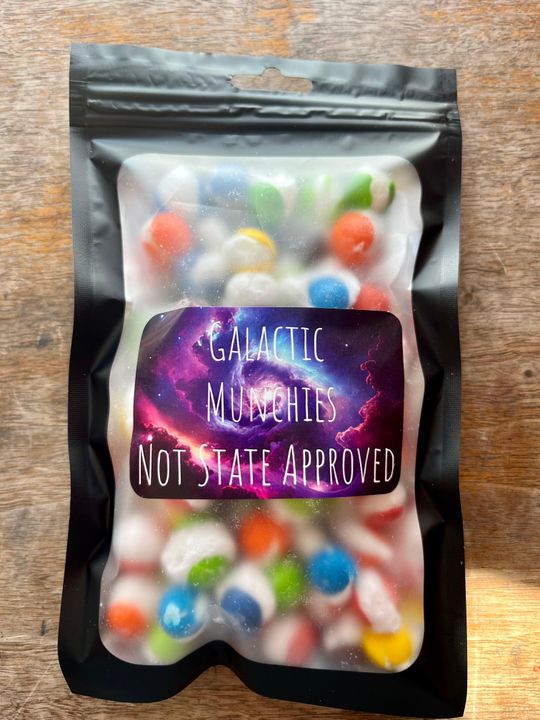 Galactic
Munchies
Not State Approved